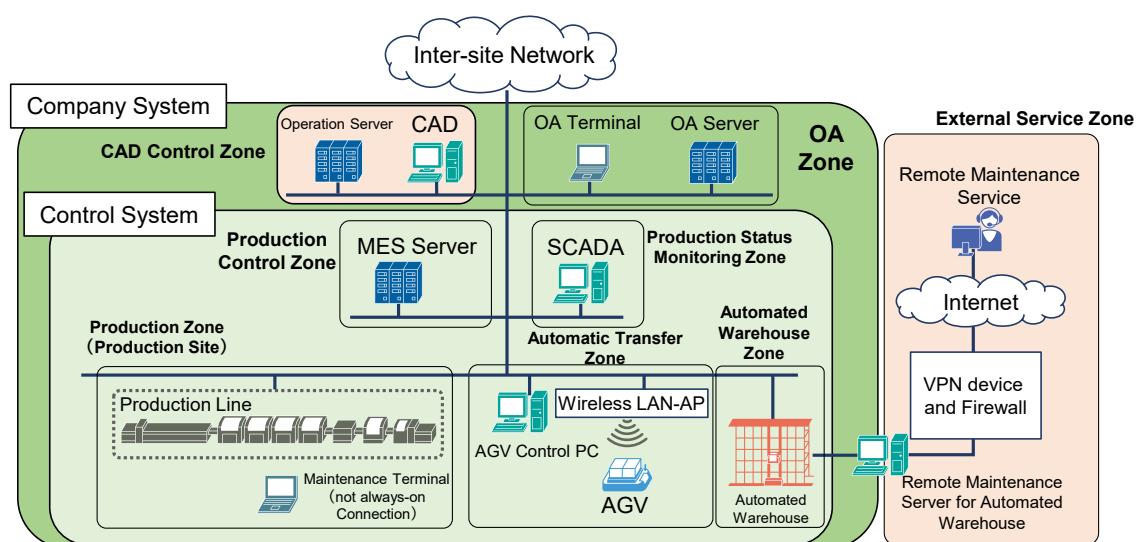 Inter-site Network
Company System
Operation Server
CAD
CAD Control Zone
OA Terminal
OA Server
OA
Zone
External Service Zone
Remote Maintenance
Service
Internet
VPN device
and Firewall
Remote Maintenance
Server for Automated
Warehouse
Control System
Production
Control Zone
MES Server
SCADA
Production Status
Monitoring Zone
Production Zone
(Production Site)
Production Line
Maintenance Terminal
(not always-on
Connection)
Automatic Transfer
Zone
AGV Control PC
Wireless LAN-AP
AGV
Automated
Warehouse
Zone
Automated
Warehouse